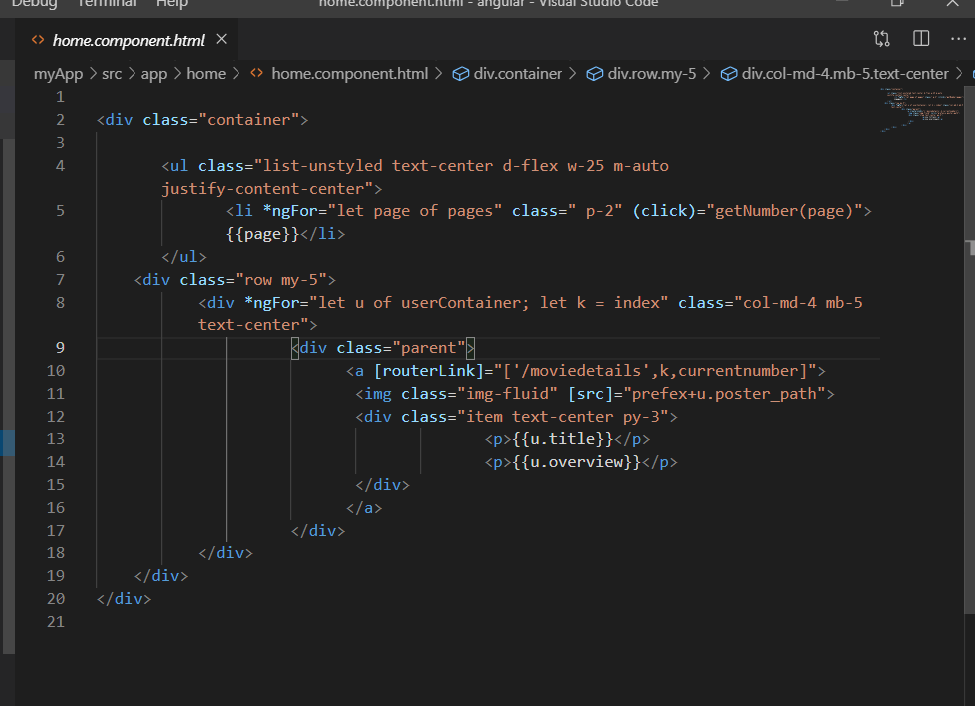 Debug Terminal Help home.component.html - angular - Visual Studio Code
home.component.html
myApp > src > app > home > home.component.html > div.container > div.row.my-5 > div.col-md-4.mb-5.text-center >
1
2 <div class="container">
3
4 <ul class="list-unstyled text-center d-flex w-25 m-auto
justify-content-center">
5 <li *ngFor="let page of pages" class=" p-2" (click)="getNumber(page)">
{{page}}</li>
6 </ul>
7 <div class="row my-5">
8 <div *ngFor="let u of userContainer; let k = index" class="col-md-4 mb-5
text-center">
9 <div class="parent">
10 <a [routerLink]="['/moviedetails',k,currentnumber]">
11 <img class="img-fluid" [src]="prefex+u.poster_path">
12 <div class="item text-center py-3">
13 <p>{{u.title}}</p>
14 <p>{{u.overview}}</p>
15 </div>
16 </a>
17 </div>
18 </div>
19 </div>
20 </div>
21